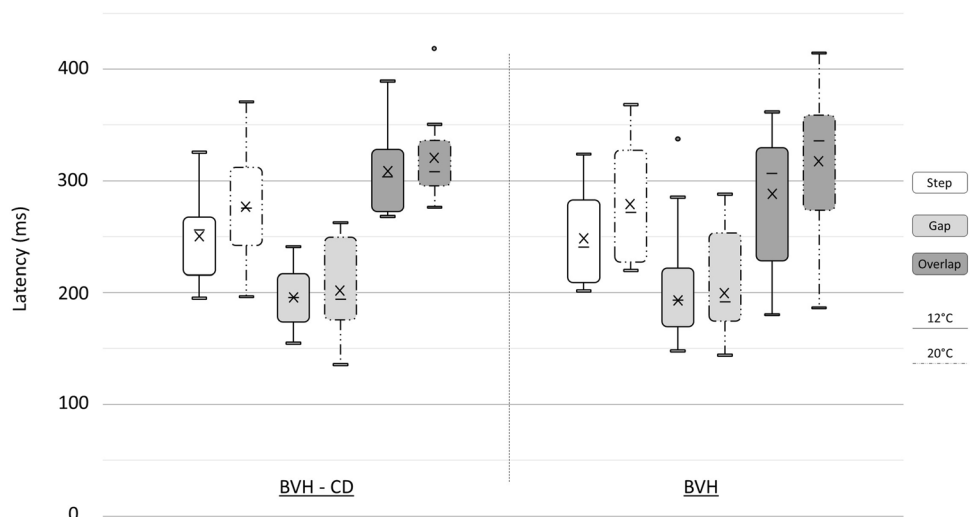 Latency (ms)
400
300
200
100
0
BVH - CD
BVH
Step
Gap
Overlap
12°C
20°C